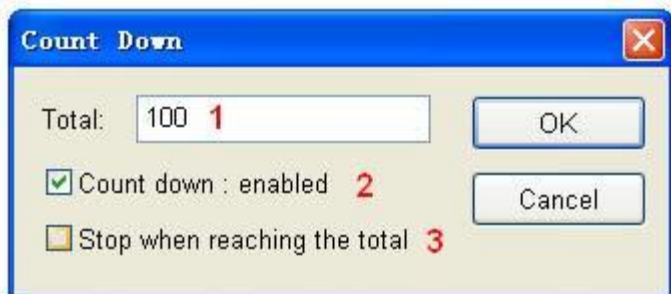 Count Down
Total: 100 1
OK
Count down : enabled 2
Cancel
Stop when reaching the total 3